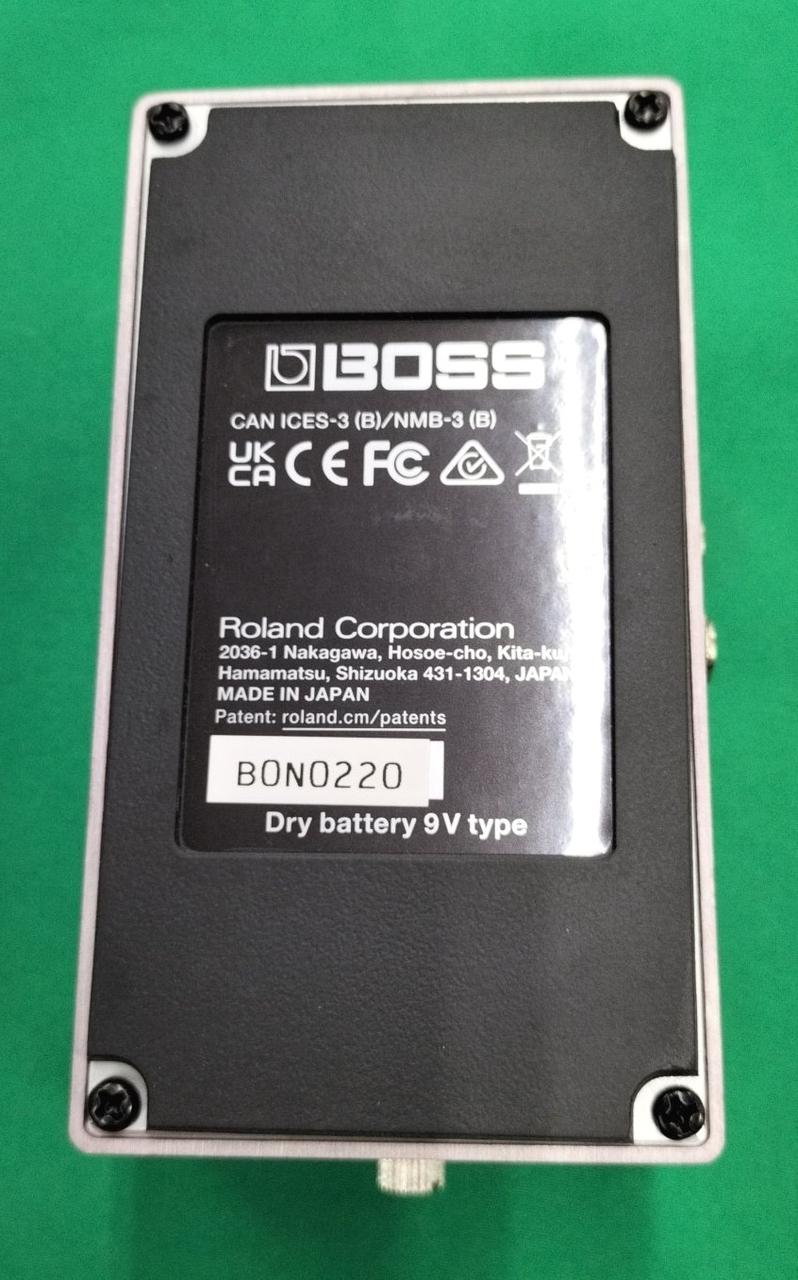 BOSS
CAN ICES-3 (B)/NMB-3 (B)
UK
CA CE FC
Roland Corporation
2036-1 Nakagawa, Hosoe-cho, Kita-ku,
Hamamatsu, Shizuoka 431-1304, JAPAN
MADE IN JAPAN
Patent: roland.cm/patents
B0N0220
Dry battery 9V type